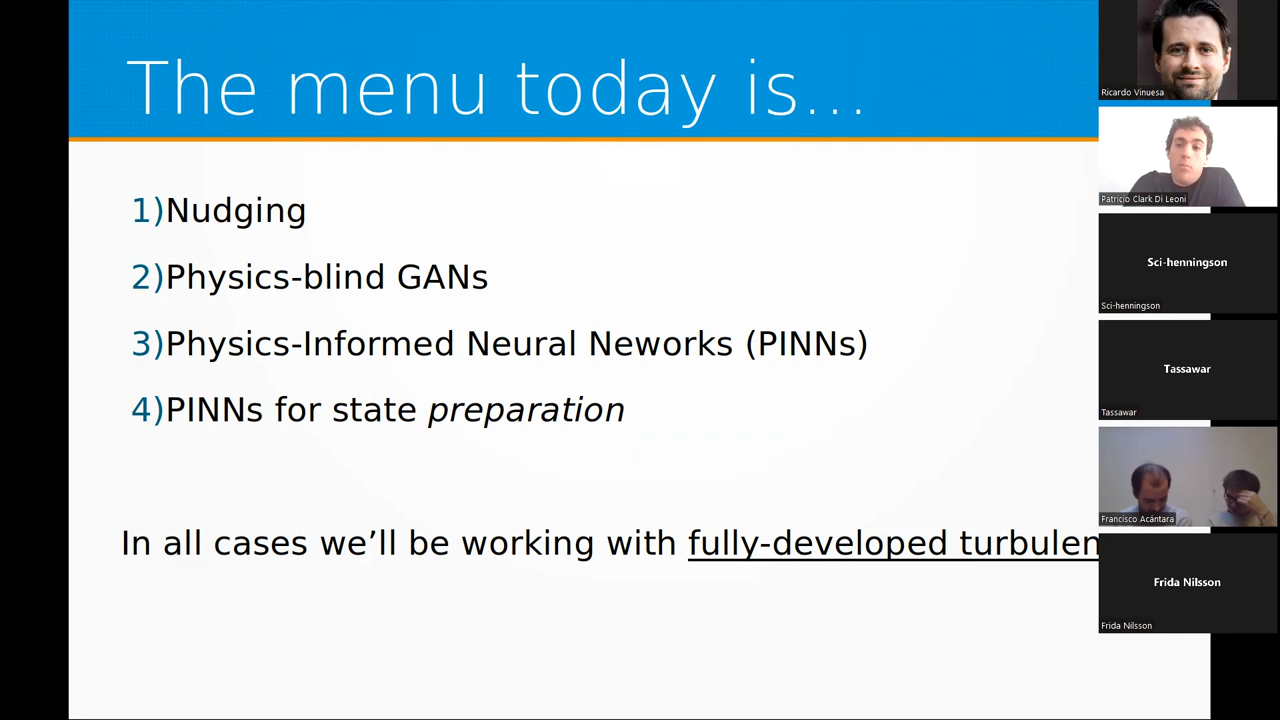 The menu today is...
1)Nudging
2)Physics-blind GANs
3)Physics-Informed Neural Neworks (PINNs)
4)PINNs for state preparation
In all cases we’ll be working with fully-developed turbulen
Ricardo Vinuesa
Patricio Clark Di Leoni
Sci-henningson
Sci-henningson
Tassawar
Tassawar
Francisco Acántara
Frida Nilsson
Frida Nilsson